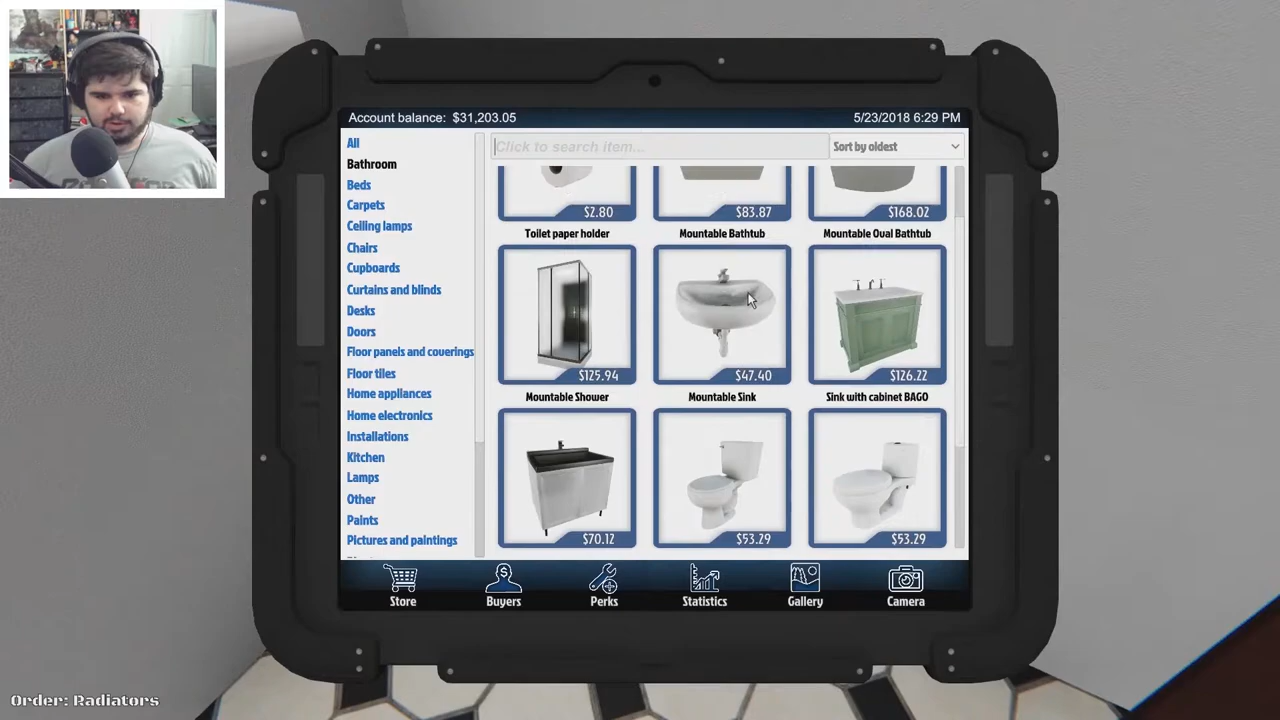 Account balance: $31,203.05
5/23/2018 6:29 PM
All
Bathroom
Beds
Carpets
Ceiling lamps
Chairs
Cupboards
Curtains and blinds
Desks
Doors
Floor panels and coverings
Floor tiles
Home appliances
Home electronics
Installations
Kitchen
Lamps
Other
Paints
Pictures and paintings
Click to search item...
Sort by oldest
$2.80
$83.87
$168.02
Toilet paper holder
Mountable Bathtub
Mountable Oval Bathtub
$125.94
$47.40
$126.22
Mountable Shower
Mountable Sink
Sink with cabinet BAGO
$70.12
$53.29
$53.29
Store
Buyers
Perks
Statistics
Gallery
Camera
Order: Radiators